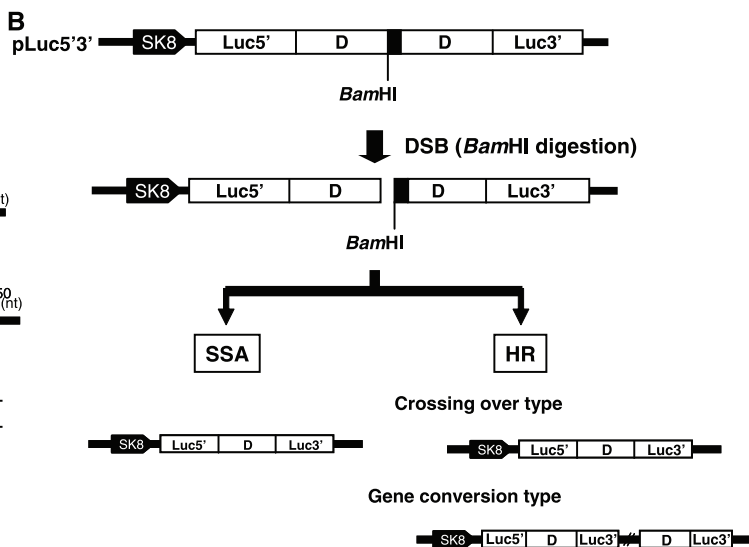 B
pLuc5'3' SK8 Luc5' D D Luc3'
BamHI
DSB (BamHI digestion)
t)
SK8 Luc5' D D Luc3'
BamHI
50
(nt)
SSA HR
Crossing over type
SK8 Luc5' D Luc3'
SK8 Luc5' D Luc3'
Gene conversion type
SK8 Luc5' D Luc3' D Luc3'